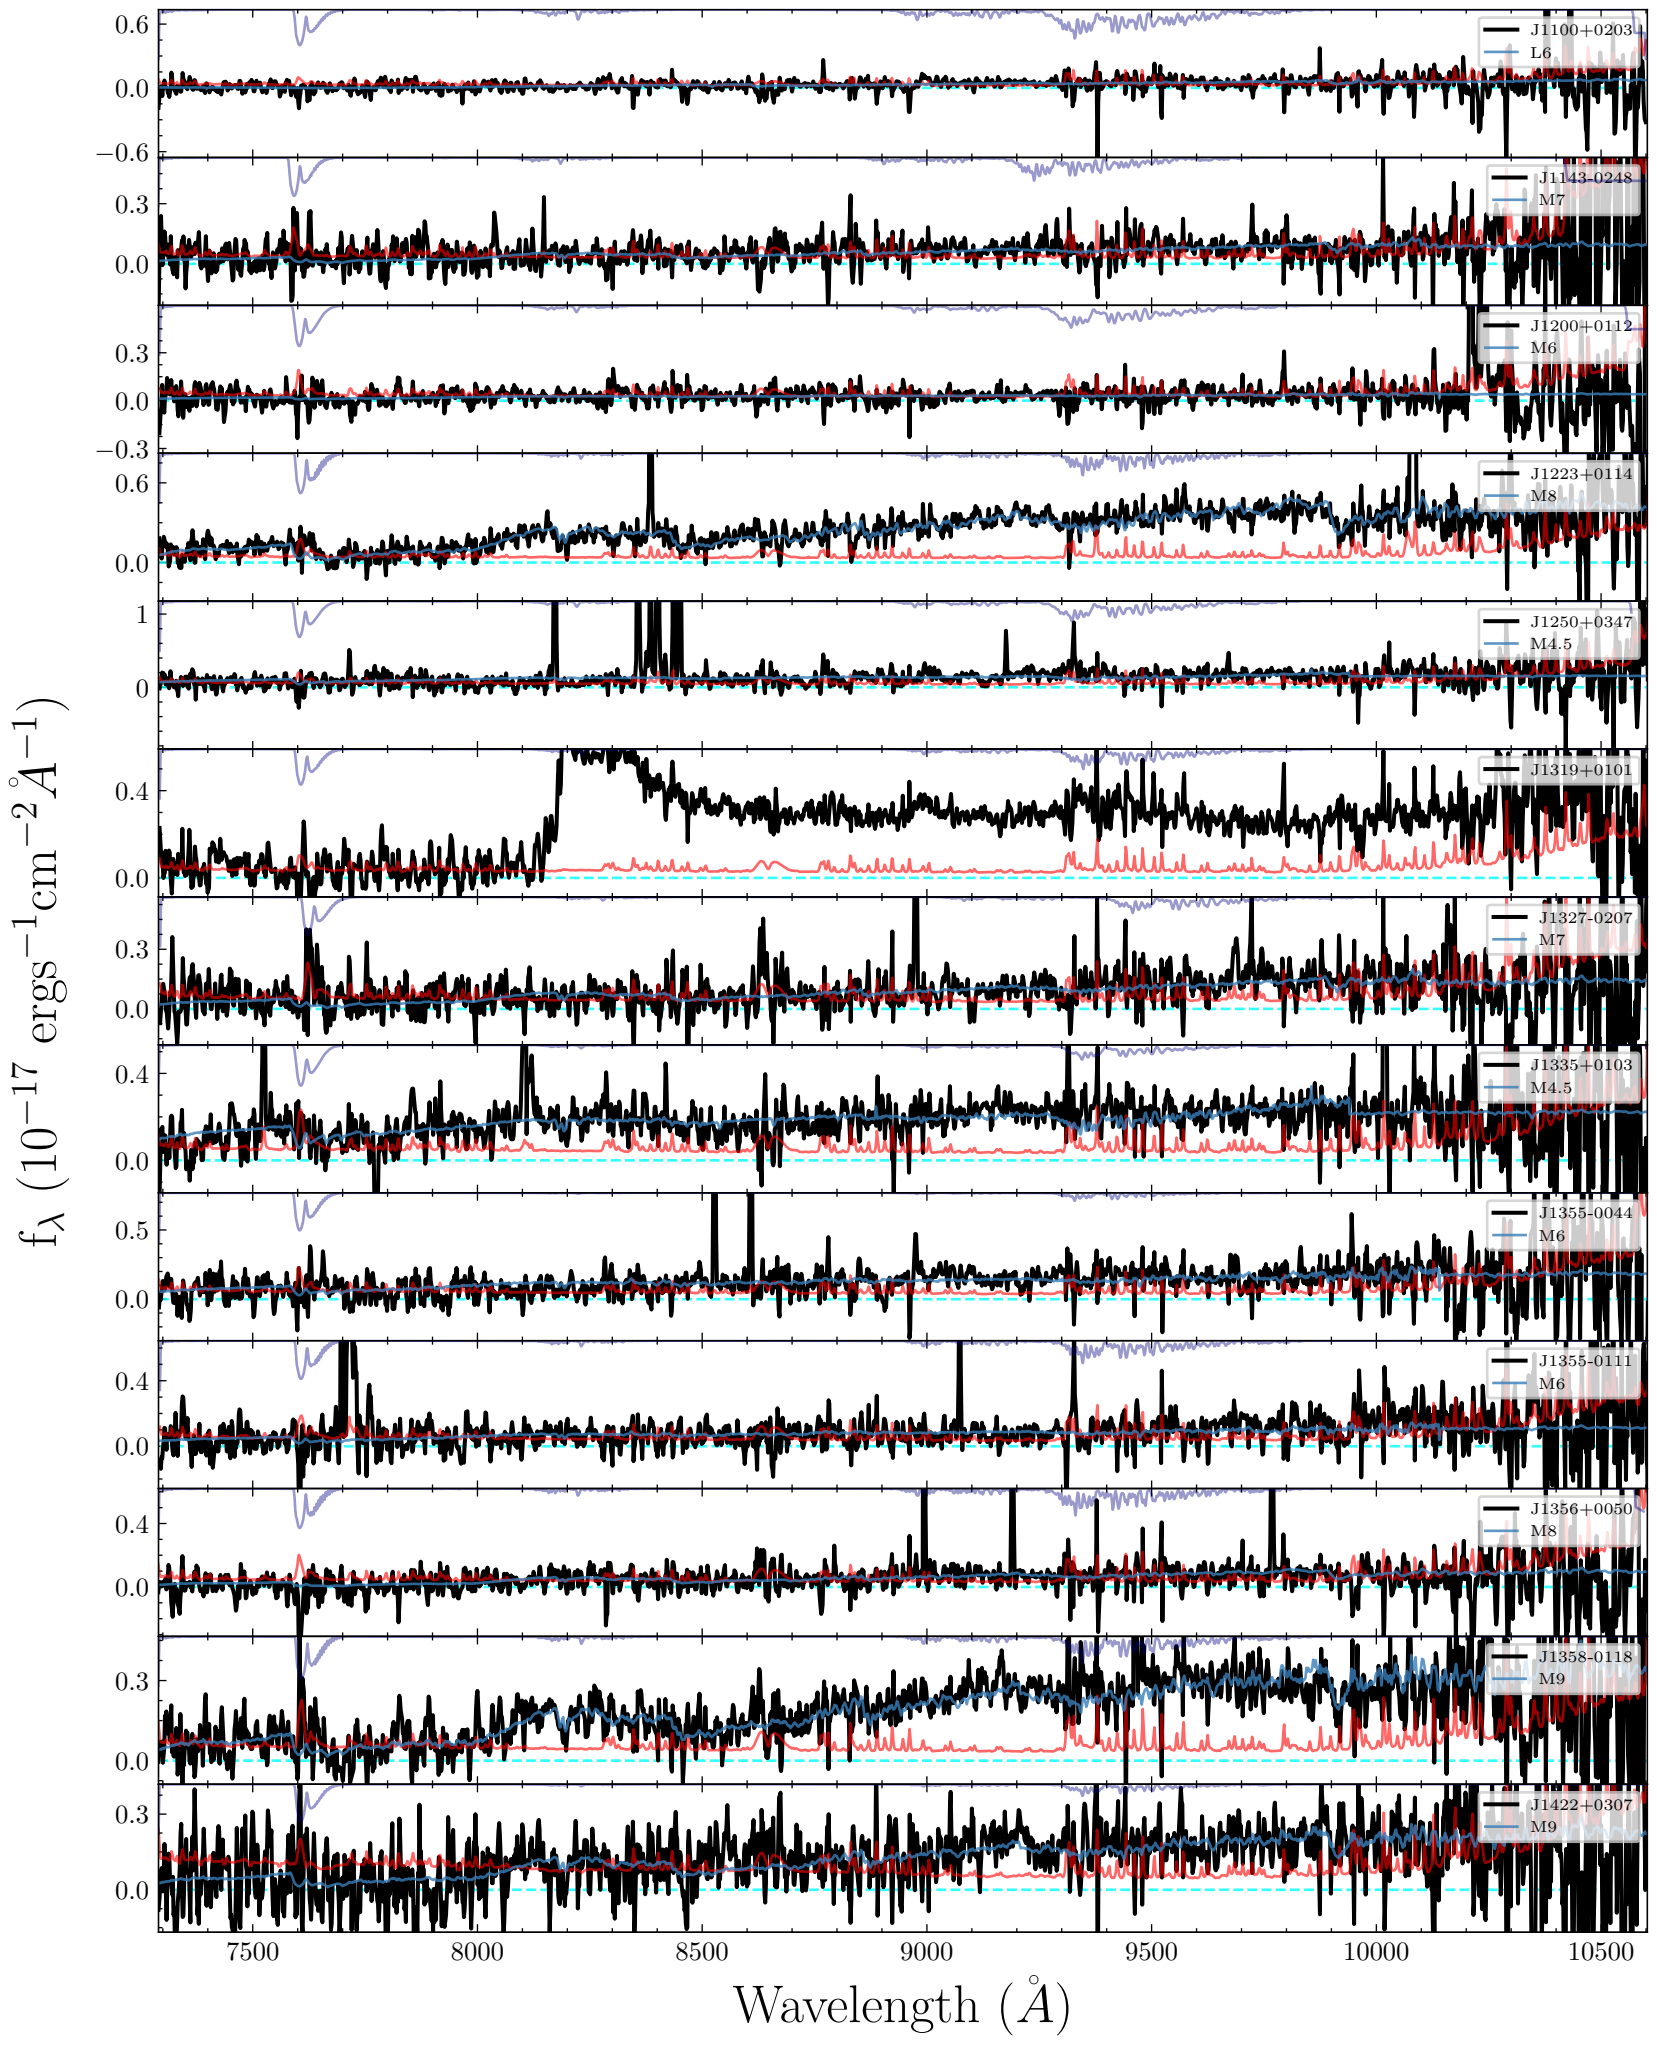 0.6
0.0
−0.6
J1100+0203
L6
0.3
0.0
J1143-0248
M7
0.3
0.0
−0.3
J1200+0112
M6
0.6
0.0
J1223+0114
M8
1
0
J1250+0347
M4.5
0.4
0.0
J1319+0101
0.3
0.0
J1327-0207
M7
0.4
0.0
J1335+0103
M4.5
0.5
0.0
J1355-0044
M6
0.4
0.0
J1355-0111
M6
0.4
0.0
J1356+0050
M8
0.3
0.0
J1358-0118
M9
0.3
0.0
J1422+0307
M9
7500 8000 8500 9000 9500 10000 10500
Wavelength (Å)
fλ (10−17 ergs−1cm−2Å−1)